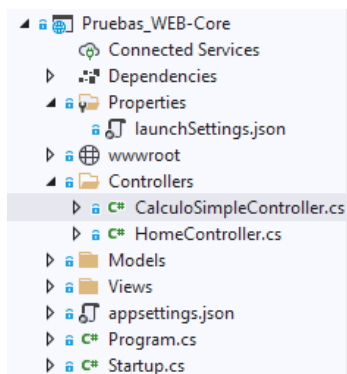 Pruebas_WEB-Core
Connected Services
Dependencies
Properties
launchSettings.json
wwwroot
Controllers
C# CalculoSimpleController.cs
C# HomeController.cs
Models
Views
appsettings.json
C# Program.cs
C# Startup.cs